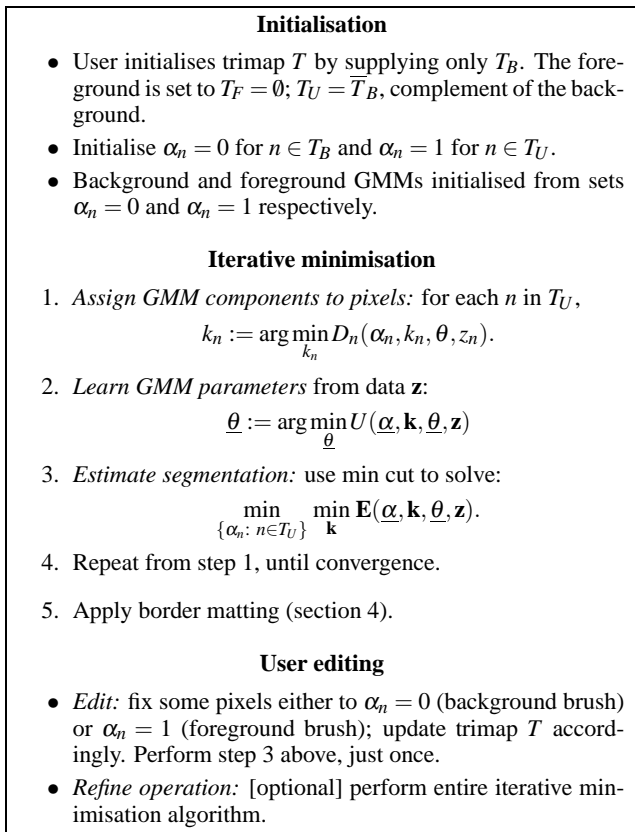 Initialisation
• User initialises trimap T by supplying only T_B. The fore-
ground is set to T_F = ∅; T_U = T̅_B, complement of the back-
ground.
• Initialise α_n = 0 for n ∈ T_B and α_n = 1 for n ∈ T_U.
• Background and foreground GMMs initialised from sets
α_n = 0 and α_n = 1 respectively.
Iterative minimisation
1. Assign GMM components to pixels: for each n in T_U,
k_n := arg min_{k_n} D_n(α_n, k_n, θ, z_n).
2. Learn GMM parameters from data z:
θ̲ := arg min_{θ̲} U(α̲, k, θ̲, z)
3. Estimate segmentation: use min cut to solve:
min_{{α_n: n∈T_U}} min_k E(α̲, k, θ̲, z).
4. Repeat from step 1, until convergence.
5. Apply border matting (section 4).
User editing
• Edit: fix some pixels either to α_n = 0 (background brush)
or α_n = 1 (foreground brush); update trimap T accord-
ingly. Perform step 3 above, just once.
• Refine operation: [optional] perform entire iterative min-
imisation algorithm.